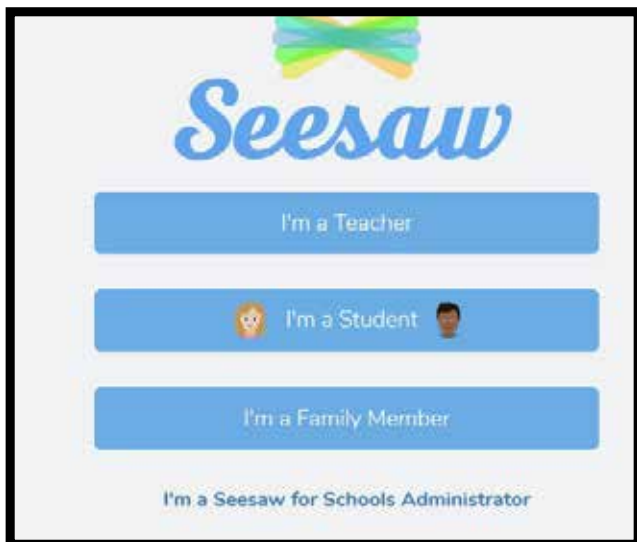 Seesaw
I'm a Teacher
I'm a Student
I'm a Family Member
I'm a Seesaw for Schools Administrator